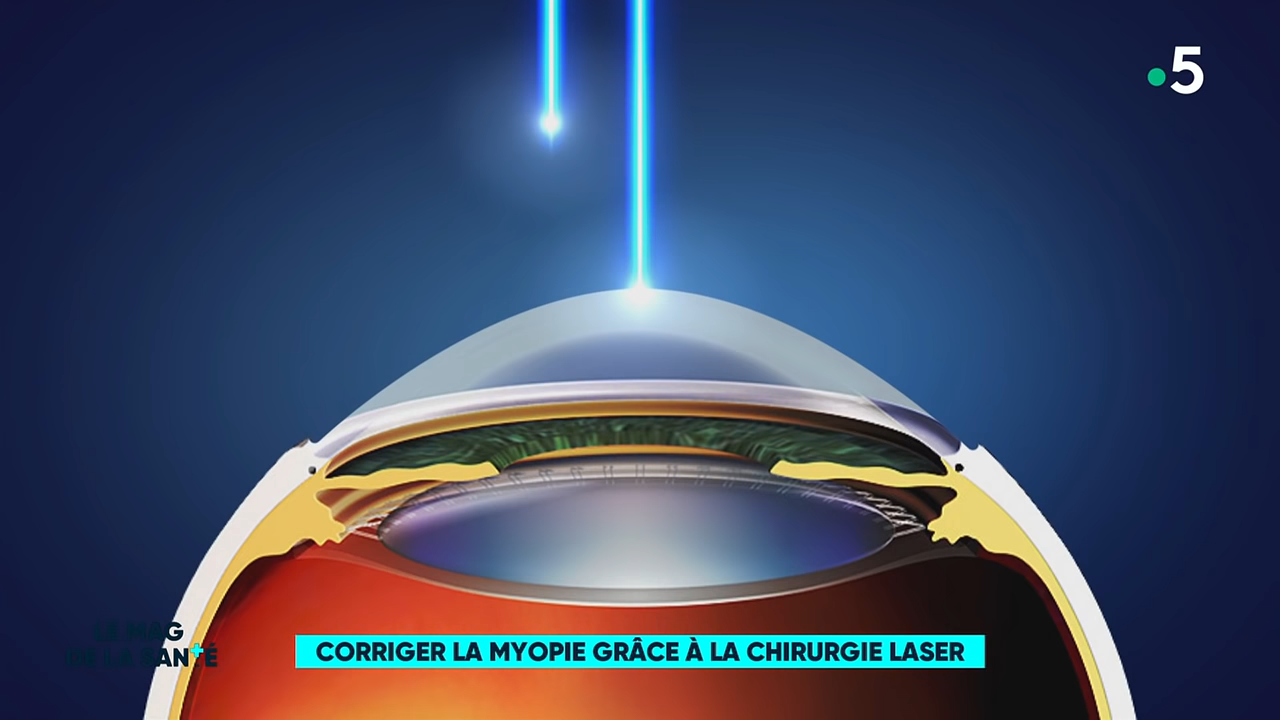 5
LE MAG
DE LA SANTÉ
CORRIGER LA MYOPIE GRÂCE À LA CHIRURGIE LASER